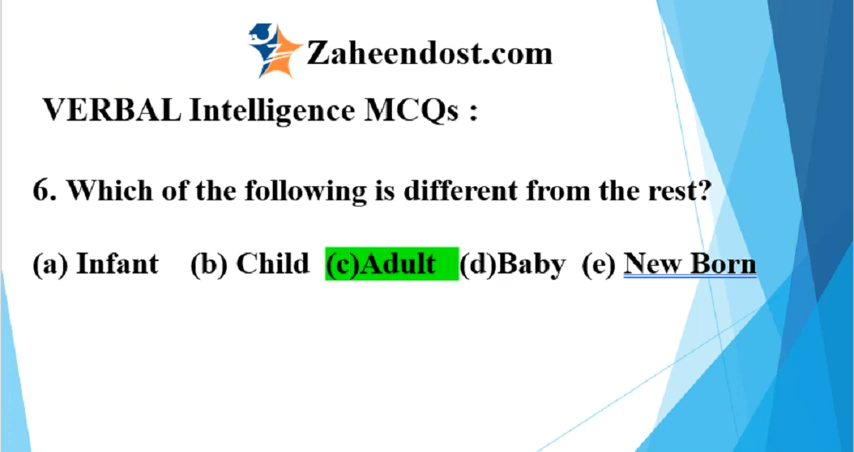 Zaheendost.com
VERBAL Intelligence MCQs :
6. Which of the following is different from the rest?
(a) Infant (b) Child (c)Adult (d)Baby (e) New Born